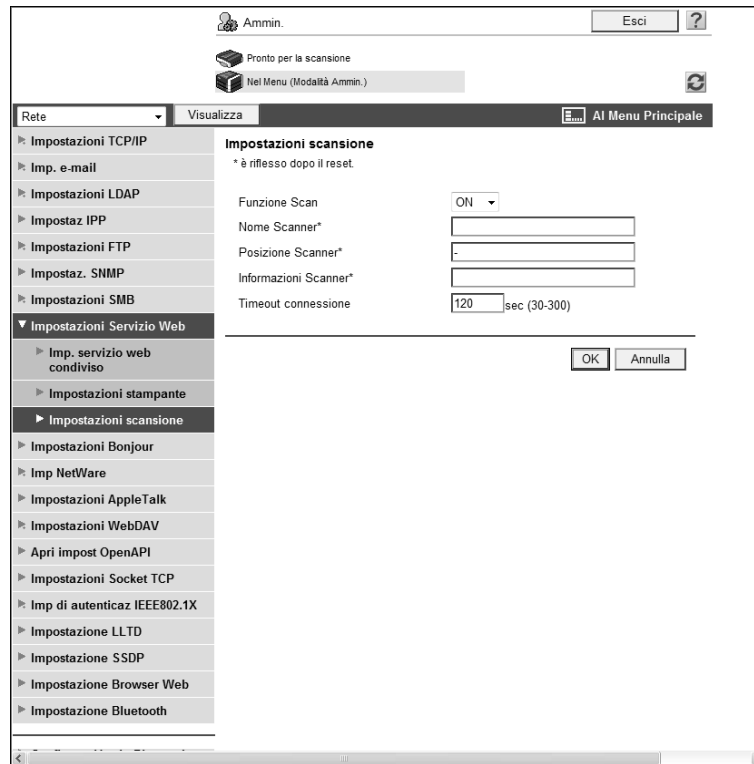 Ammin.
Esci
?
Pronto per la scansione
Nel Menu (Modalità Ammin.)
Rete
Visualizza
Al Menu Principale
Impostazioni TCP/IP
Imp. e-mail
Impostazioni LDAP
Impostaz IPP
Impostazioni FTP
Impostaz. SNMP
Impostazioni SMB
Impostazioni Servizio Web
Imp. servizio web
condiviso
Impostazioni stampante
Impostazioni scansione
Impostazioni Bonjour
Imp NetWare
Impostazioni AppleTalk
Impostazioni WebDAV
Apri impost OpenAPI
Impostazioni Socket TCP
Imp di autenticaz IEEE802.1X
Impostazione LLTD
Impostazione SSDP
Impostazione Browser Web
Impostazione Bluetooth
Impostazioni scansione
* è riflesso dopo il reset.
Funzione Scan ON
Nome Scanner*
Posizione Scanner* -
Informazioni Scanner*
Timeout connessione 120 sec (30-300)
OK Annulla